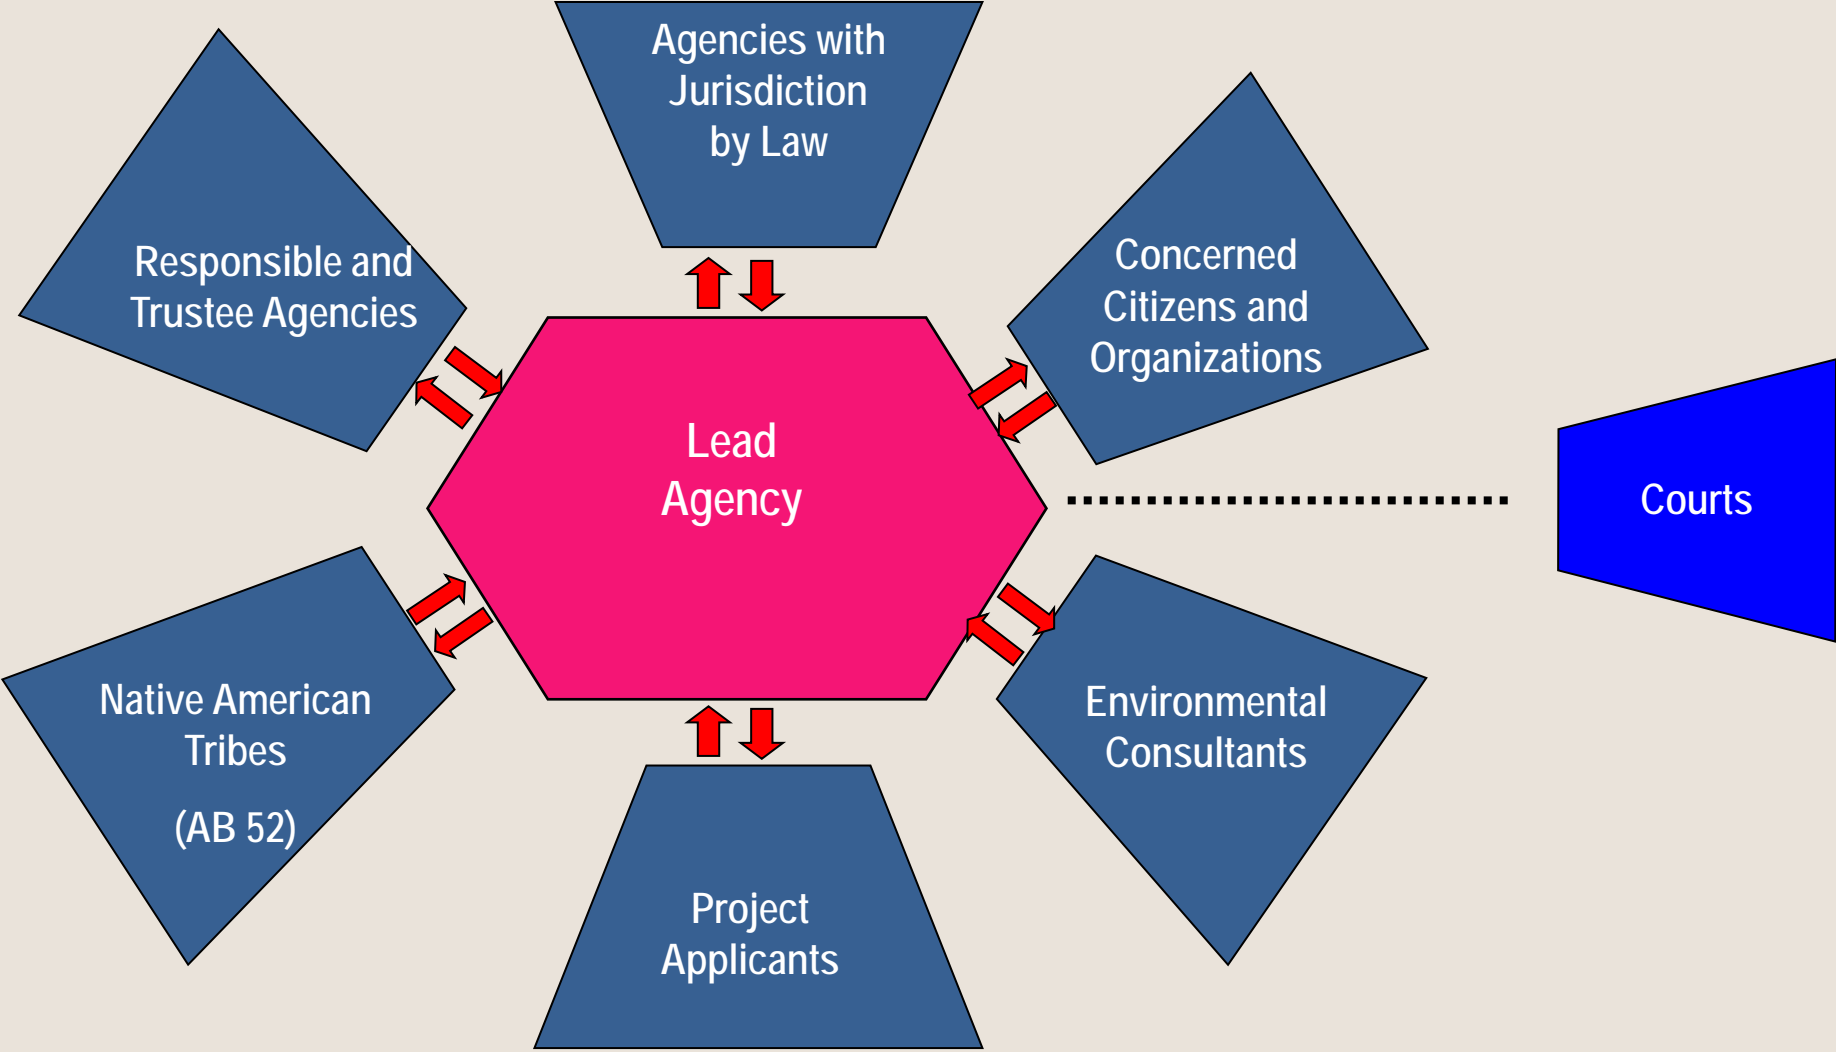 Agencies with
Jurisdiction
by Law
Responsible and
Trustee Agencies
Concerned
Citizens and
Organizations
Lead
Agency
Courts
Native American
Tribes
(AB 52)
Environmental
Consultants
Project
Applicants